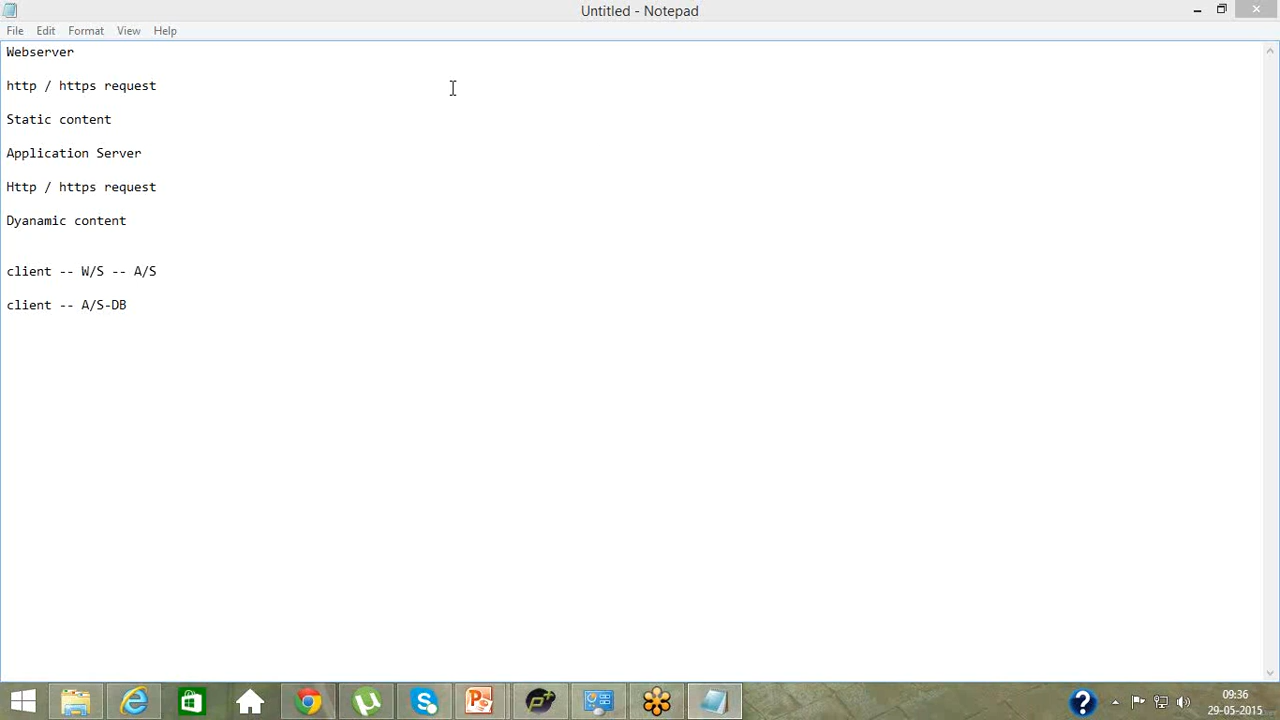 Untitled - Notepad
File Edit Format View Help
Webserver
http / https request
Static content
Application Server
Http / https request
Dyanamic content
client -- W/S -- A/S
client -- A/S-DB
09:36
29-05-2015